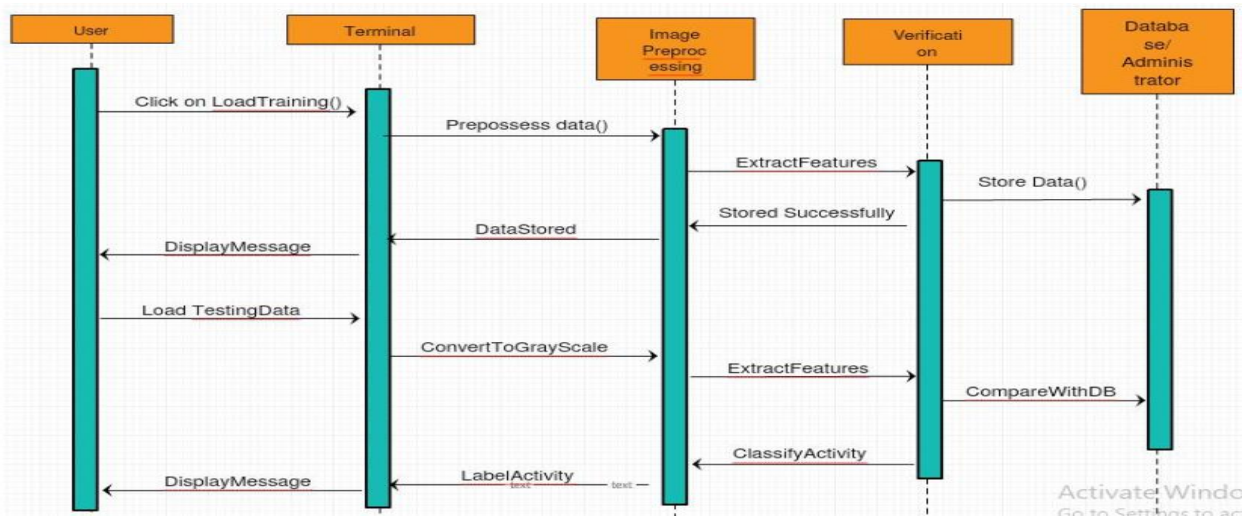 User
Terminal
Image
Preproc
essing
Verificati
on
Databa
se/
Adminis
trator
Click on LoadTraining()
Prepossess data()
ExtractFeatures
Store Data()
Stored Successfully
DataStored
DisplayMessage
Load TestingData
ConvertToGrayScale
ExtractFeatures
CompareWithDB
ClassifyActivity
LabelActivity
text
text
DisplayMessage
Activate Windo
Go to Settings to act